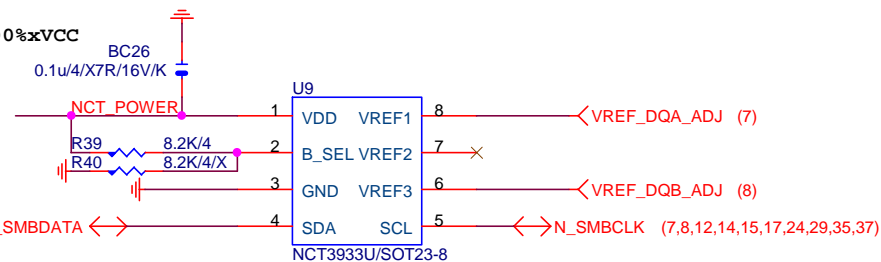 0%xVCC
BC26
0.1u/4/X7R/16V/K
U9
NCT_POWER
1 VDD VREF1 8 VREF_DQA_ADJ (7)
R39 8.2K/4
2 B_SEL VREF2 7
R40 8.2K/4/X
3 GND VREF3 6 VREF_DQB_ADJ (8)
_SMBDATA 4 SDA SCL 5 N_SMBCLK (7,8,12,14,15,17,24,29,35,37)
NCT3933U/SOT23-8